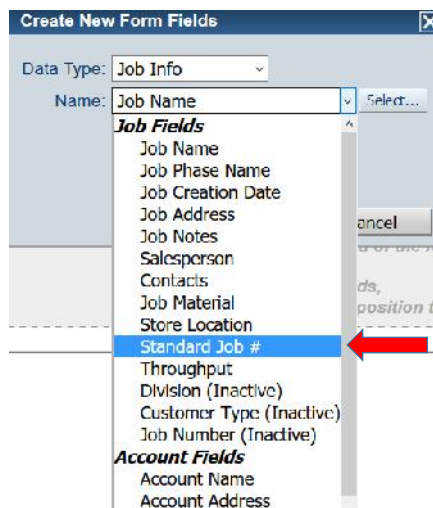 Create New Form Fields
Data Type: Job Info
Name: Job Name Select...
Job Fields
Job Name
Job Phase Name
Job Creation Date
Job Address
Job Notes
Salesperson
Contacts
Job Material
Store Location
Standard Job #
Throughput
Division (Inactive)
Customer Type (Inactive)
Job Number (Inactive)
Account Fields
Account Name
Account Address
ancel
ds,
position t